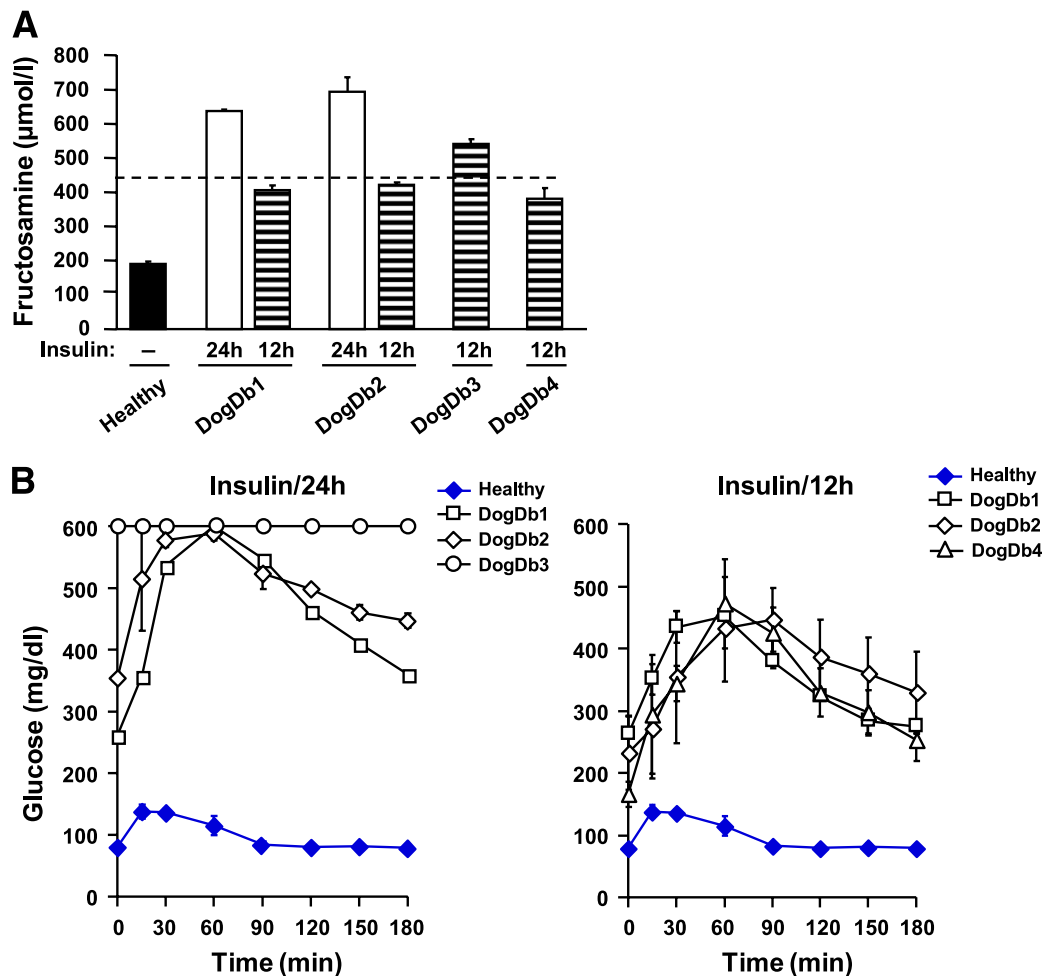 A
Fructosamine (µmol/l)
800
700
600
500
400
300
200
100
0
Insulin: – 24h 12h 24h 12h 12h 12h
Healthy DogDb1 DogDb2 DogDb3 DogDb4
B
Insulin/24h
Healthy
DogDb1
DogDb2
DogDb3
Glucose (mg/dl)
600
500
400
300
200
100
0
0 30 60 90 120 150 180
Time (min)
Insulin/12h
Healthy
DogDb1
DogDb2
DogDb4
600
500
400
300
200
100
0
0 30 60 90 120 150 180
Time (min)